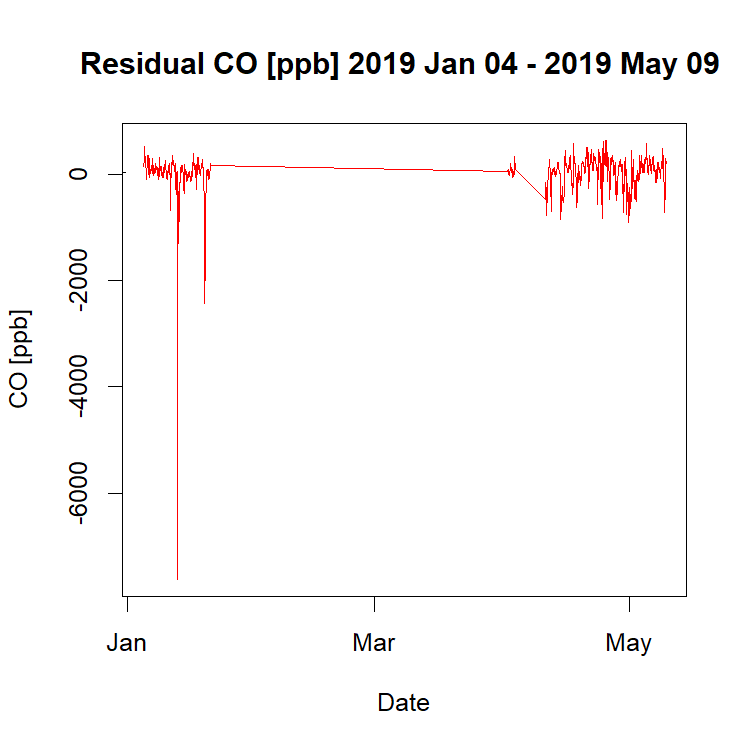 Residual CO [ppb] 2019 Jan 04 - 2019 May 09
CO [ppb]
0
-2000
-4000
-6000
Jan Mar May
Date